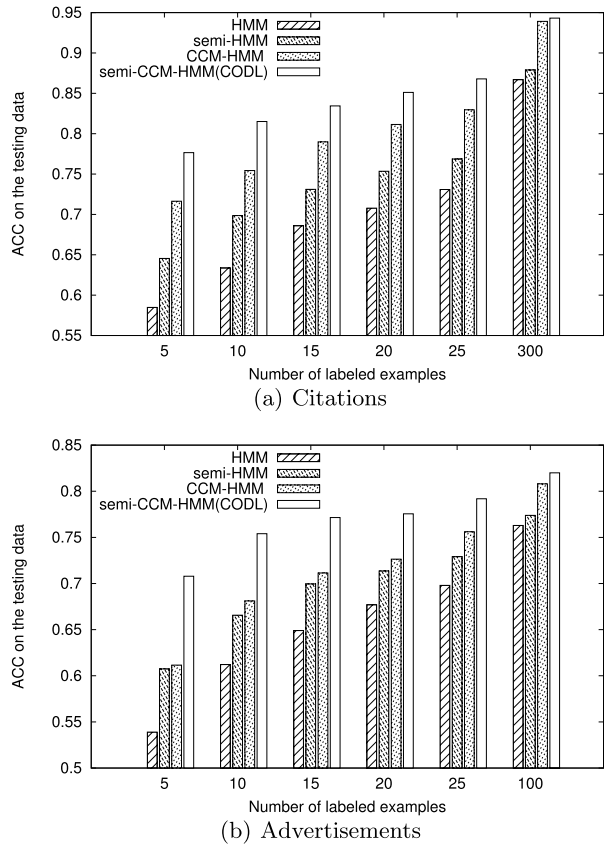 0.95
0.9
0.85
0.8
0.75
0.7
0.65
0.6
0.55
ACC on the testing data
HMM
semi-HMM
CCM-HMM
semi-CCM-HMM(CODL)
5 10 15 20 25 300
Number of labeled examples
(a) Citations
0.85
0.8
0.75
0.7
0.65
0.6
0.55
0.5
ACC on the testing data
HMM
semi-HMM
CCM-HMM
semi-CCM-HMM(CODL)
5 10 15 20 25 100
Number of labeled examples
(b) Advertisements